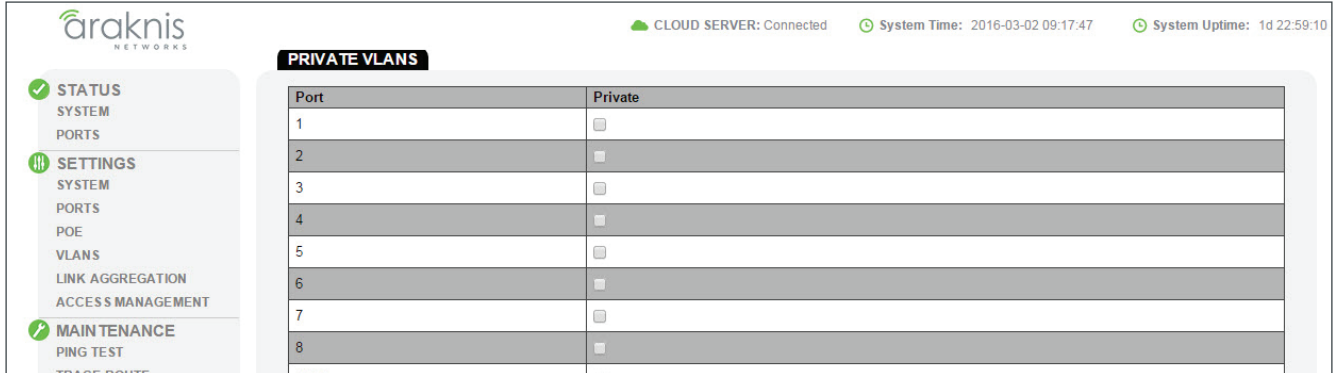 araknis
NETWORKS
CLOUD SERVER: Connected
System Time: 2016-03-02 09:17:47
System Uptime: 1d 22:59:10
STATUS
SYSTEM
PORTS
SETTINGS
SYSTEM
PORTS
POE
VLANS
LINK AGGREGATION
ACCESS MANAGEMENT
MAINTENANCE
PING TEST
TRACE ROUTE
PRIVATE VLANS
Port Private
1
2
3
4
5
6
7
8